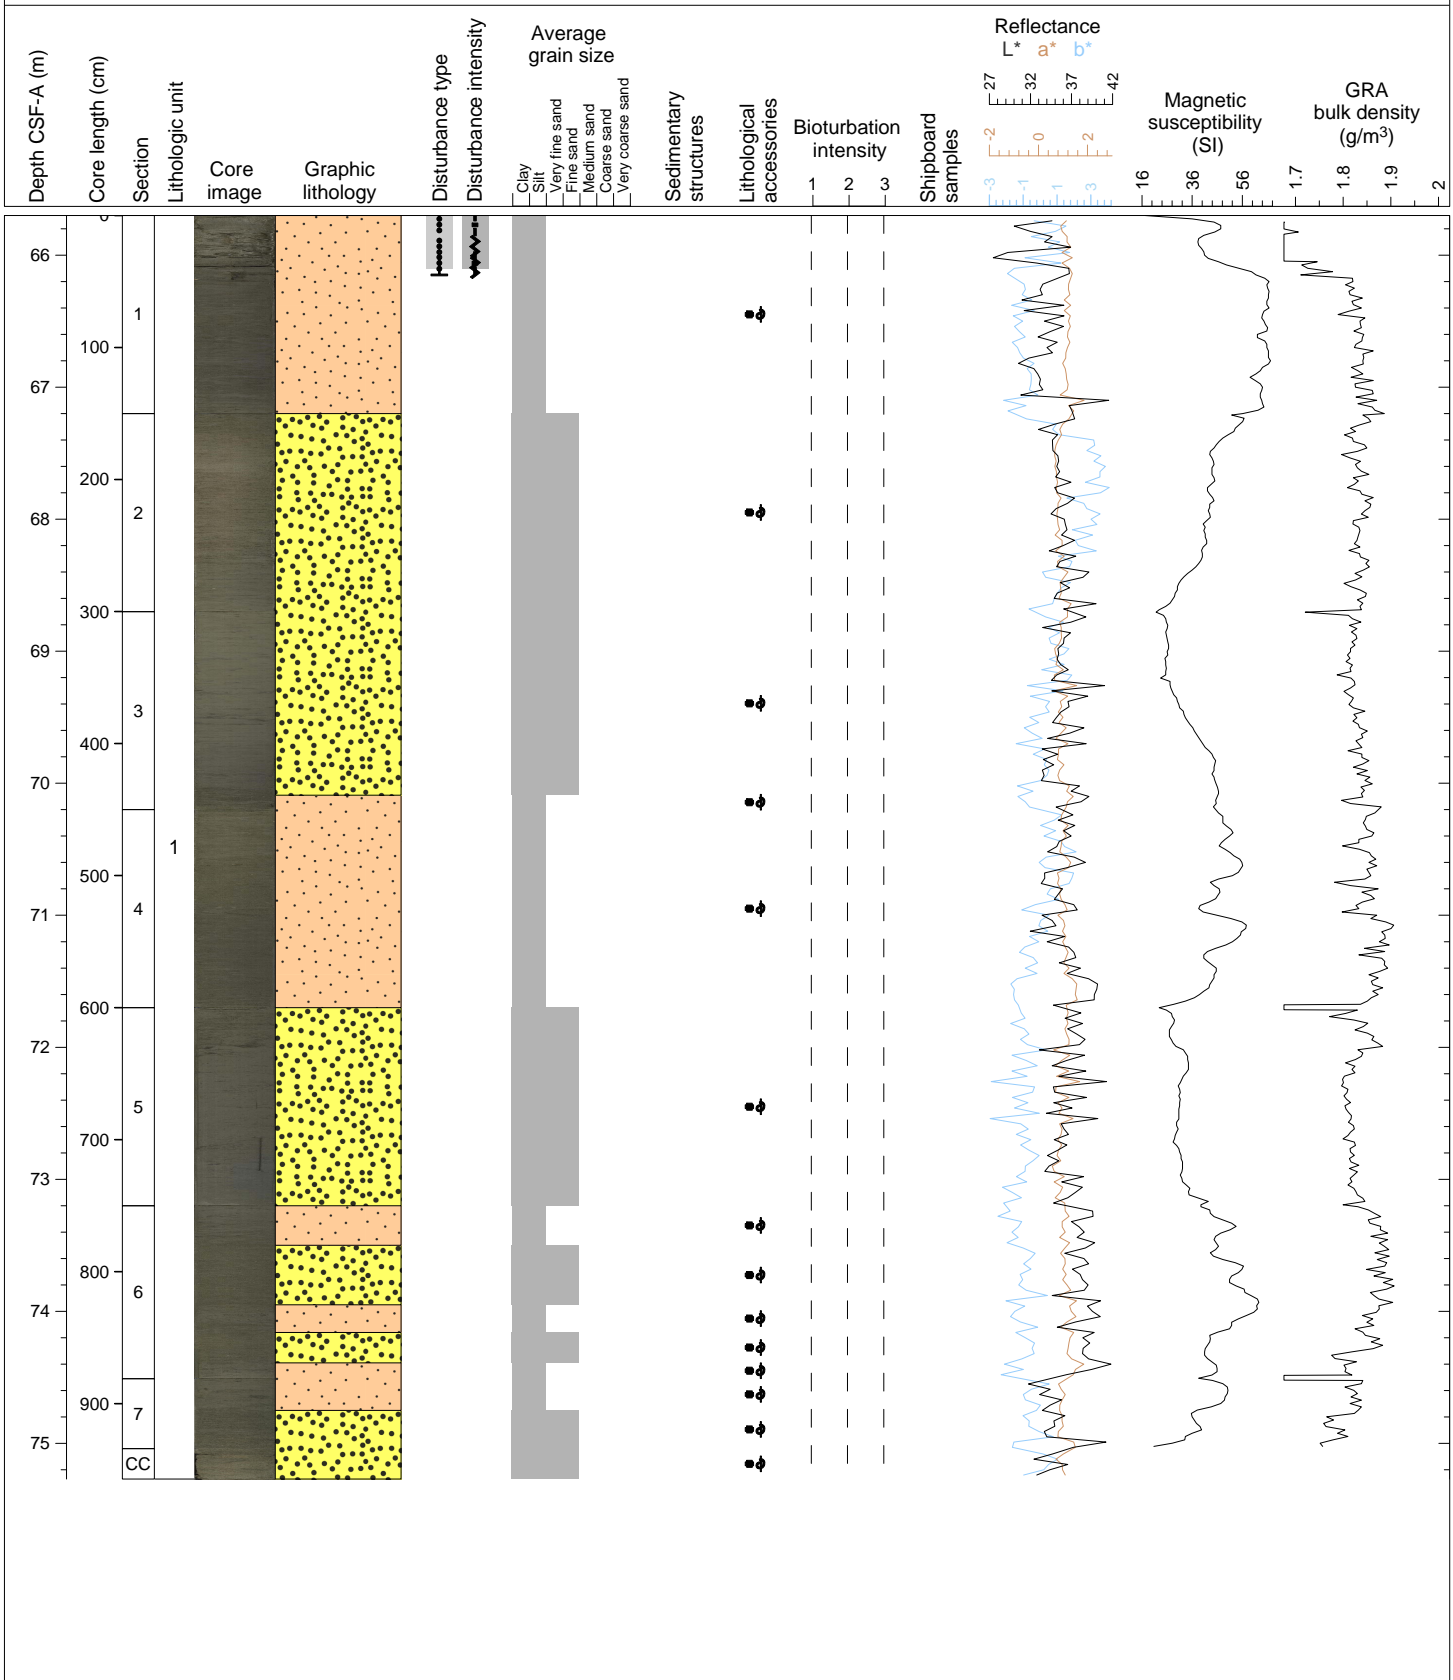 Depth CSF-A (m)
Core length (cm)
Section
Lithologic unit
Core
image
Graphic
lithology
Disturbance type
Disturbance intensity
Average
grain size
Clay
Silt
Very fine sand
Fine sand
Medium sand
Coarse sand
Very coarse sand
Sedimentary
structures
Lithological
accessories
Bioturbation
intensity
1 2 3
Shipboard
samples
Reflectance
L* a* b*
27 32 37 42
-2 0 2
-3 -1 1 3
Magnetic
susceptibility
(SI)
16 36 56
GRA
bulk density
(g/m3)
1.7 1.8 1.9 2
0
66
1
100
67
200
2
68
300
69
3
400
70
1
500
4
71
600
72
5
700
73
800
6
74
900
7
75
CC